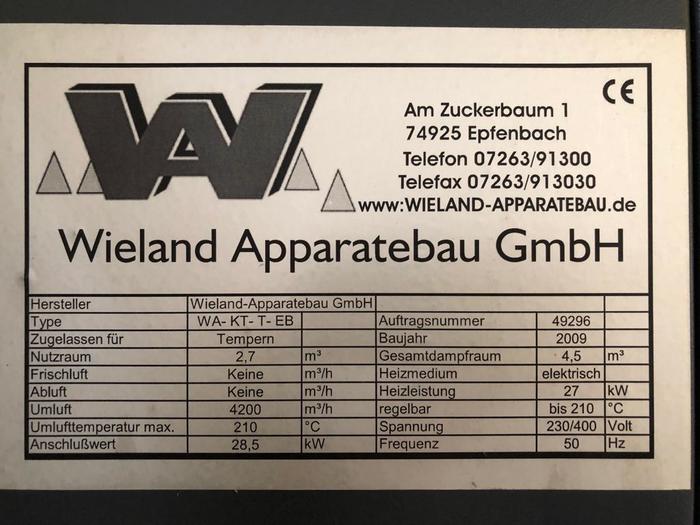 WA
CE
Am Zuckerbaum 1
74925 Epfenbach
Telefon 07263/91300
Telefax 07263/913030
www:WIELAND-APPARATEBAU.de
Wieland Apparatebau GmbH
Hersteller Wieland-Apparatebau GmbH
Type WA- KT- T- EB Auftragsnummer 49296
Zugelassen für Tempern Baujahr 2009
Nutzraum 2,7 m³ Gesamtdampfraum 4,5 m³
Frischluft Keine m³/h Heizmedium elektrisch
Abluft Keine m³/h Heizleistung 27 kW
Umluft 4200 m³/h regelbar bis 210 °C
Umlufttemperatur max. 210 °C Spannung 230/400 Volt
Anschlußwert 28,5 kW Frequenz 50 Hz